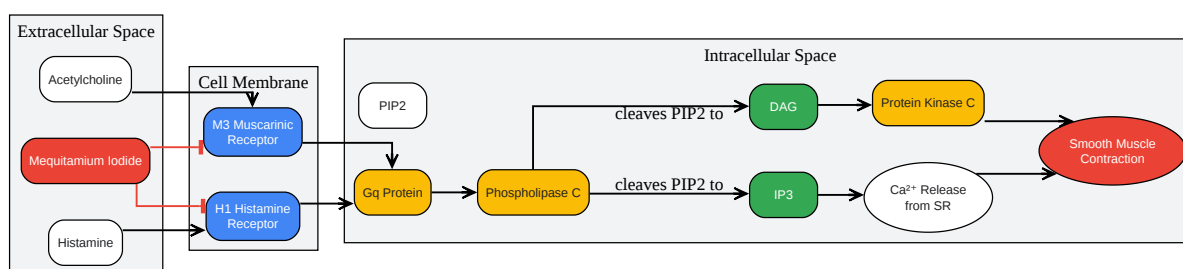 Extracellular Space
Acetylcholine
Mequitamium Iodide
Histamine
Cell Membrane
M3 Muscarinic
Receptor
H1 Histamine
Receptor
Intracellular Space
PIP2
Gq Protein
Phospholipase C
cleaves PIP2 to
DAG
Protein Kinase C
cleaves PIP2 to
IP3
Ca²⁺ Release
from SR
Smooth Muscle
Contraction